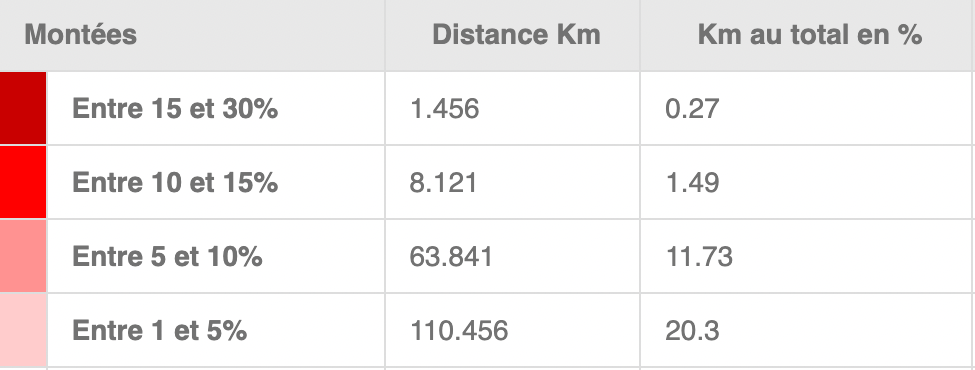 Montées Distance Km Km au total en %
Entre 15 et 30% 1.456 0.27
Entre 10 et 15% 8.121 1.49
Entre 5 et 10% 63.841 11.73
Entre 1 et 5% 110.456 20.3